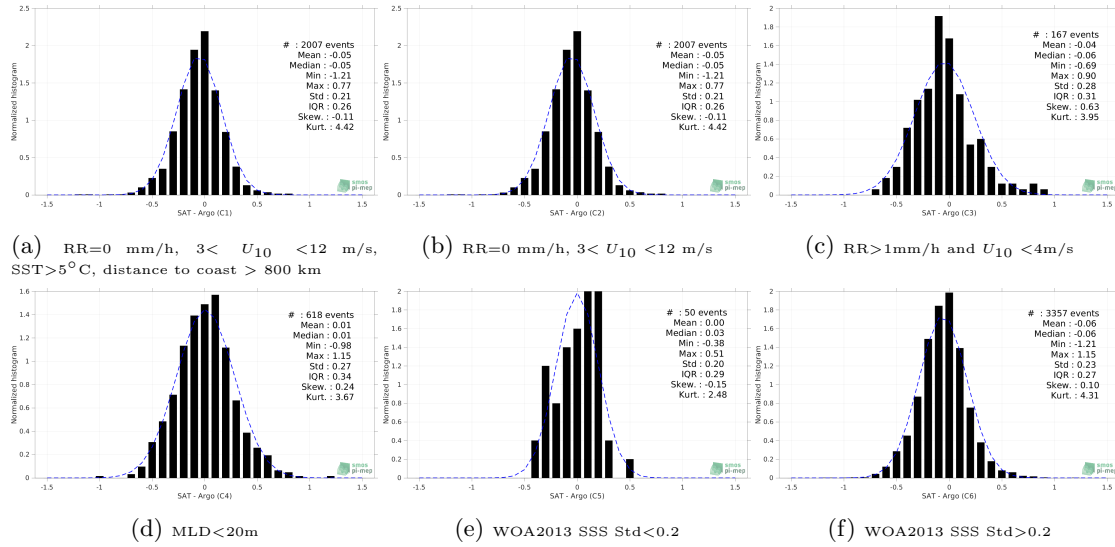 2.5
2
1.5
1
0.5
0
Normalized histogram
# : 2007 events
Mean : -0.05
Median : -0.05
Min : -1.21
Max : 0.77
Std : 0.21
IQR : 0.26
Skew. : -0.11
Kurt. : 4.42
smos
pi-mep
-1.5 -1 -0.5 0 0.5 1 1.5
SAT - Argo (C1)
(a) RR=0 mm/h, 3< U10 <12 m/s,
SST>5°C, distance to coast > 800 km
2.5
2
1.5
1
0.5
0
Normalized histogram
# : 2007 events
Mean : -0.05
Median : -0.05
Min : -1.21
Max : 0.77
Std : 0.21
IQR : 0.26
Skew. : -0.11
Kurt. : 4.42
smos
pi-mep
-1.5 -1 -0.5 0 0.5 1 1.5
SAT - Argo (C2)
(b) RR=0 mm/h, 3< U10 <12 m/s
2
1.8
1.6
1.4
1.2
1
0.8
0.6
0.4
0.2
0
Normalized histogram
# : 167 events
Mean : -0.04
Median : -0.06
Min : -0.69
Max : 0.90
Std : 0.28
IQR : 0.31
Skew. : 0.63
Kurt. : 3.95
smos
pi-mep
-1.5 -1 -0.5 0 0.5 1 1.5
SAT - Argo (C3)
(c) RR>1mm/h and U10 <4m/s
1.6
1.4
1.2
1
0.8
0.6
0.4
0.2
0
Normalized histogram
# : 618 events
Mean : 0.01
Median : 0.01
Min : -0.98
Max : 1.15
Std : 0.27
IQR : 0.34
Skew. : 0.24
Kurt. : 3.67
smos
pi-mep
-1.5 -1 -0.5 0 0.5 1 1.5
SAT - Argo (C4)
(d) MLD<20m
2
1.8
1.6
1.4
1.2
1
0.8
0.6
0.4
0.2
0
Normalized histogram
# : 50 events
Mean : 0.00
Median : 0.03
Min : -0.38
Max : 0.51
Std : 0.20
IQR : 0.29
Skew. : -0.15
Kurt. : 2.48
smos
pi-mep
-1.5 -1 -0.5 0 0.5 1 1.5
SAT - Argo (C5)
(e) WOA2013 SSS Std<0.2
2
1.8
1.6
1.4
1.2
1
0.8
0.6
0.4
0.2
0
Normalized histogram
# : 3357 events
Mean : -0.06
Median : -0.06
Min : -1.21
Max : 1.15
Std : 0.23
IQR : 0.27
Skew. : 0.10
Kurt. : 4.31
smos
pi-mep
-1.5 -1 -0.5 0 0.5 1 1.5
SAT - Argo (C6)
(f) WOA2013 SSS Std>0.2